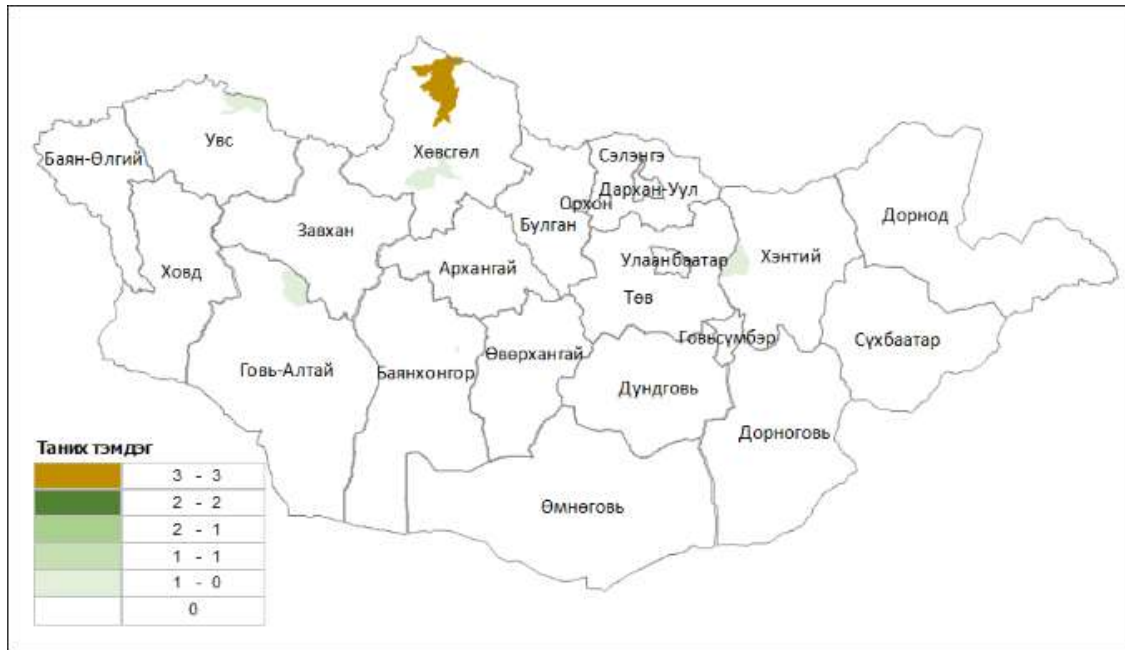 Увс
Баян-Өлгий
Хөвсгөл
Сэлэнгэ
Дархан-Уул
Орхон
Булган
Дорнод
Завхан
Ховд
Архангай
Улаанбаатар
Хэнтий
Төв
Говьсүмбэр
Сүхбаатар
Өвөрхангай
Говь-Алтай
Баянхонгор
Дундговь
Дорноговь
Өмнөговь
Таних тэмдэг
3 - 3
2 - 2
2 - 1
1 - 1
1 - 0
0